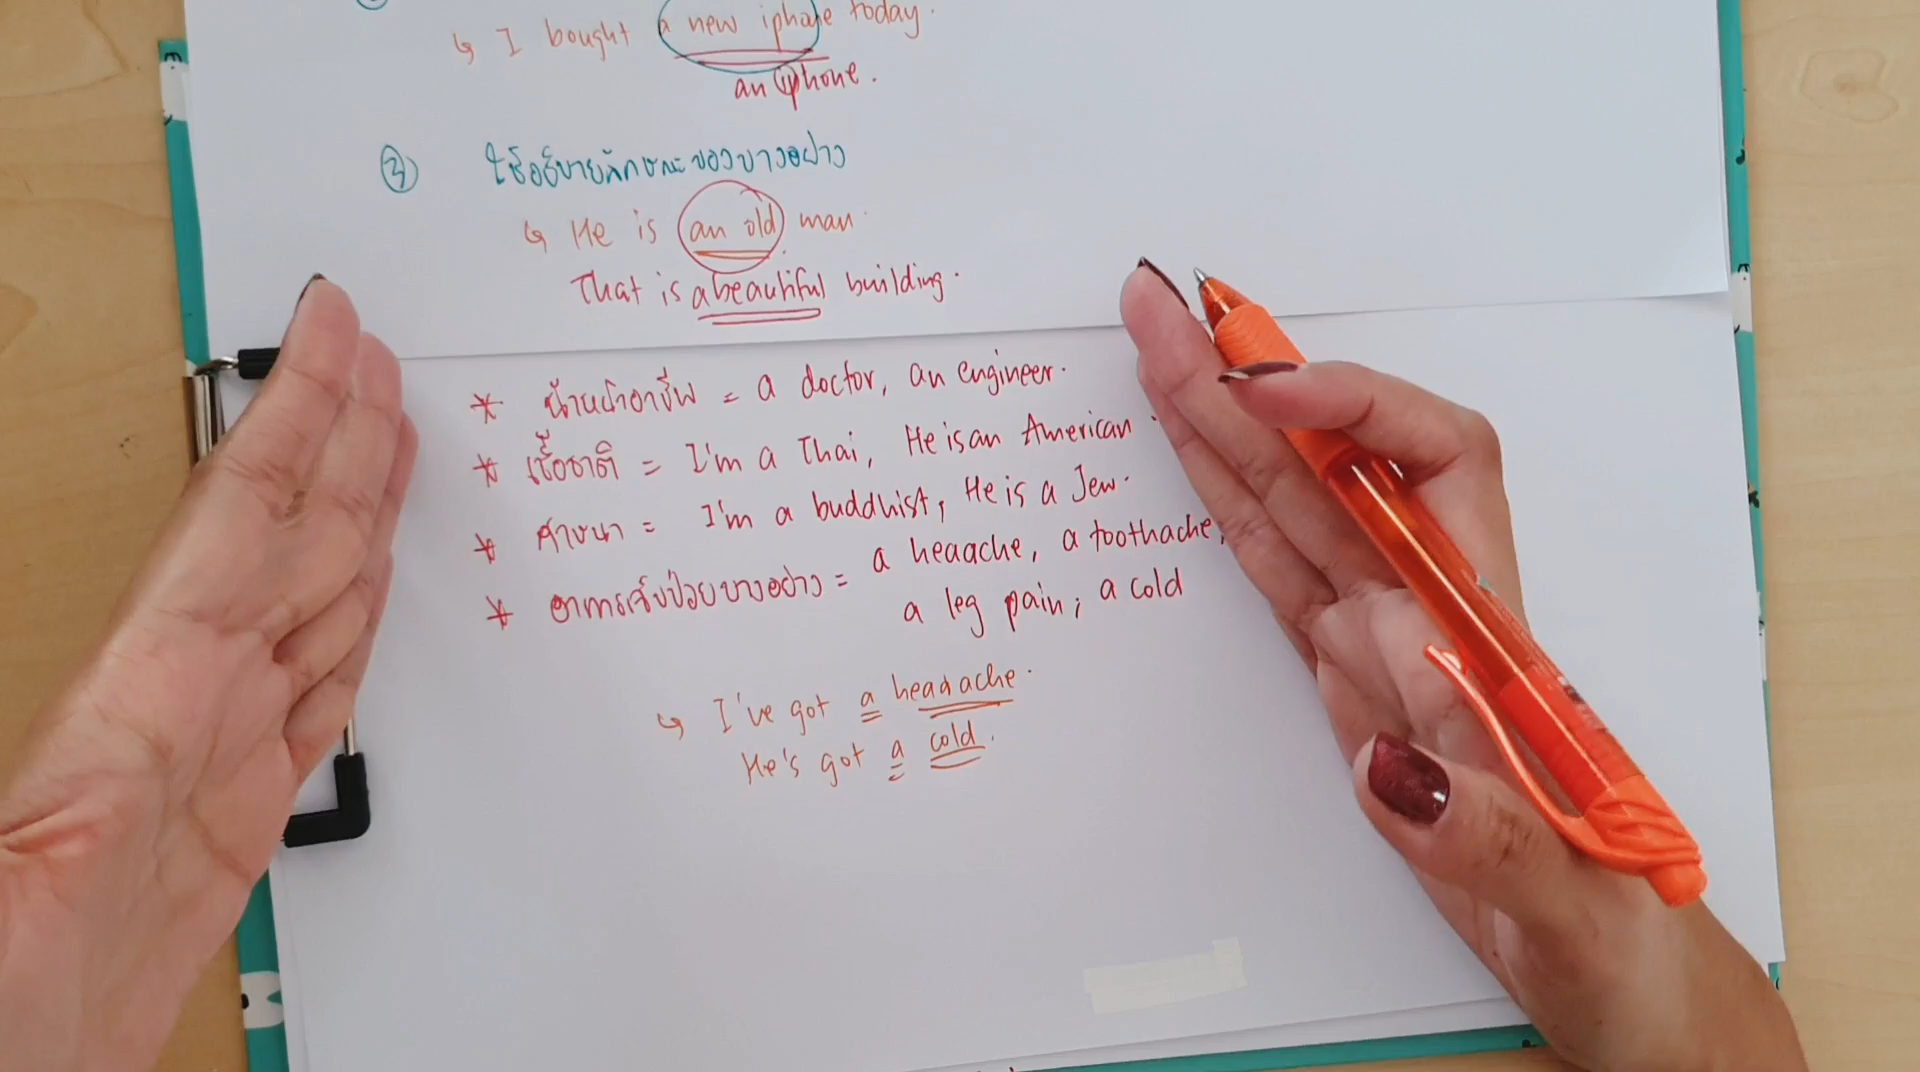 ↳ I bought a new iphone today.
an iphone.
③ ใช้อธิบายลักษณะของบางอย่าง
↳ He is an old man.
That is a beautiful building.
* นำหน้าอาชีพ = a doctor, an engineer.
* เชื้อชาติ = I'm a Thai, He is an American
* ศาสนา = I'm a buddhist, He is a Jew.
* อาการเจ็บป่วยบางอย่าง = a heaache, a toothache,
a leg pain, a cold
↳ I've got a headache.
He's got a cold.